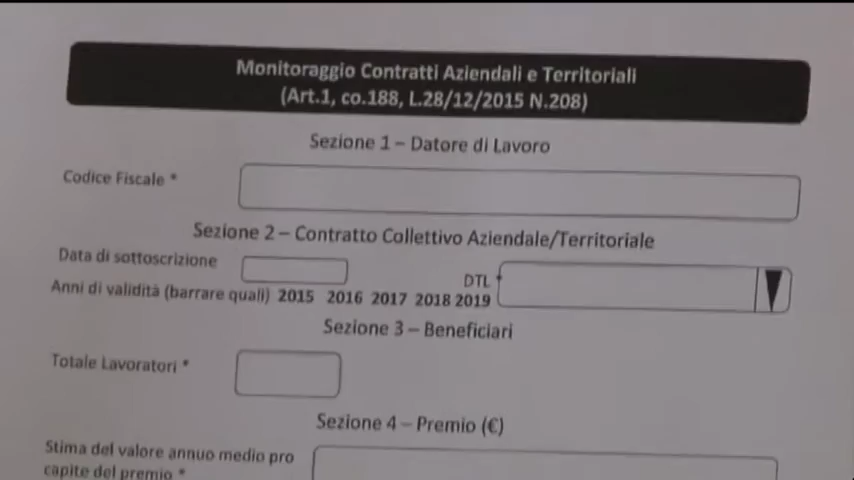 Monitoraggio Contratti Aziendali e Territoriali
(Art.1, co.188, L.28/12/2015 N.208)
Sezione 1 – Datore di Lavoro
Codice Fiscale *
Sezione 2 – Contratto Collettivo Aziendale/Territoriale
Data di sottoscrizione
DTL *
Anni di validità (barrare quali) 2015 2016 2017 2018 2019
Sezione 3 – Beneficiari
Totale Lavoratori *
Sezione 4 – Premio (€)
Stima del valore annuo medio pro
capite del premio *